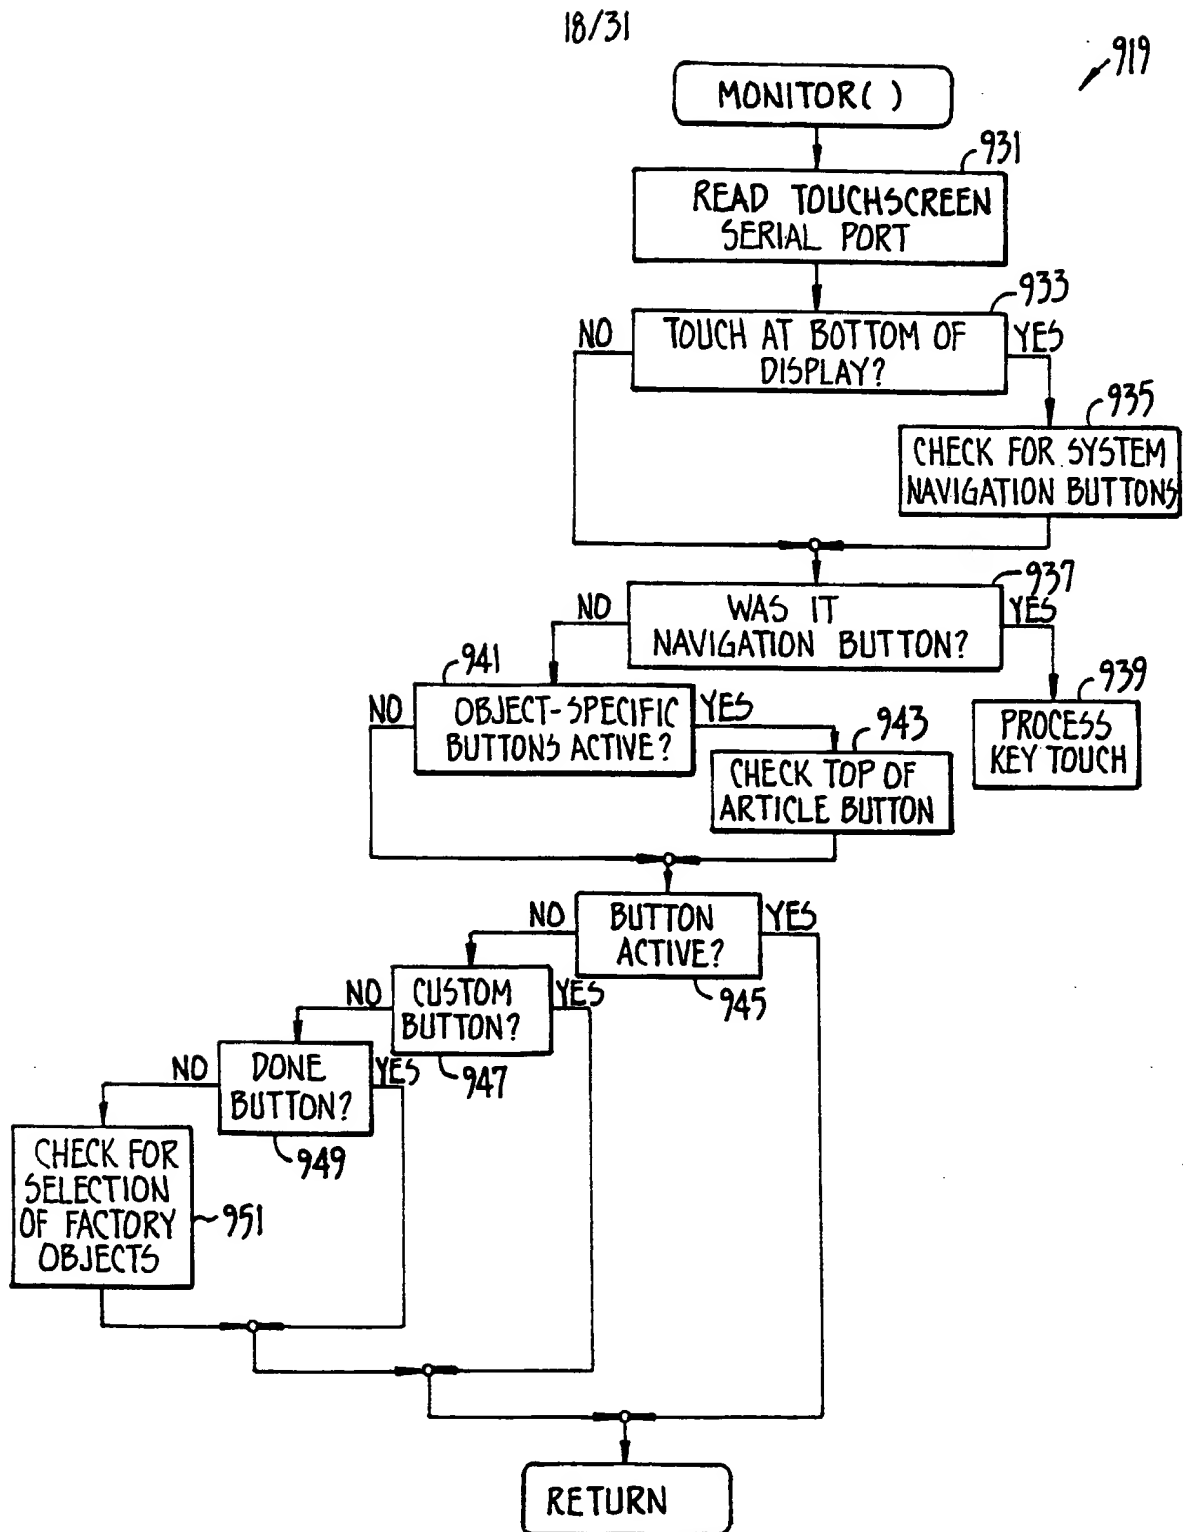 18/31
919
MONITOR( )
931
READ TOUCHSCREEN
SERIAL PORT
933
NO
TOUCH AT BOTTOM OF
DISPLAY?
YES
935
CHECK FOR SYSTEM
NAVIGATION BUTTONS
937
NO
WAS IT
NAVIGATION BUTTON?
YES
941
939
NO
OBJECT-SPECIFIC
BUTTONS ACTIVE?
YES
943
PROCESS
KEY TOUCH
CHECK TOP OF
ARTICLE BUTTON
NO
BUTTON
ACTIVE?
YES
945
NO
CUSTOM
BUTTON?
YES
947
NO
DONE
BUTTON?
YES
949
CHECK FOR
SELECTION
OF FACTORY
OBJECTS
951
RETURN